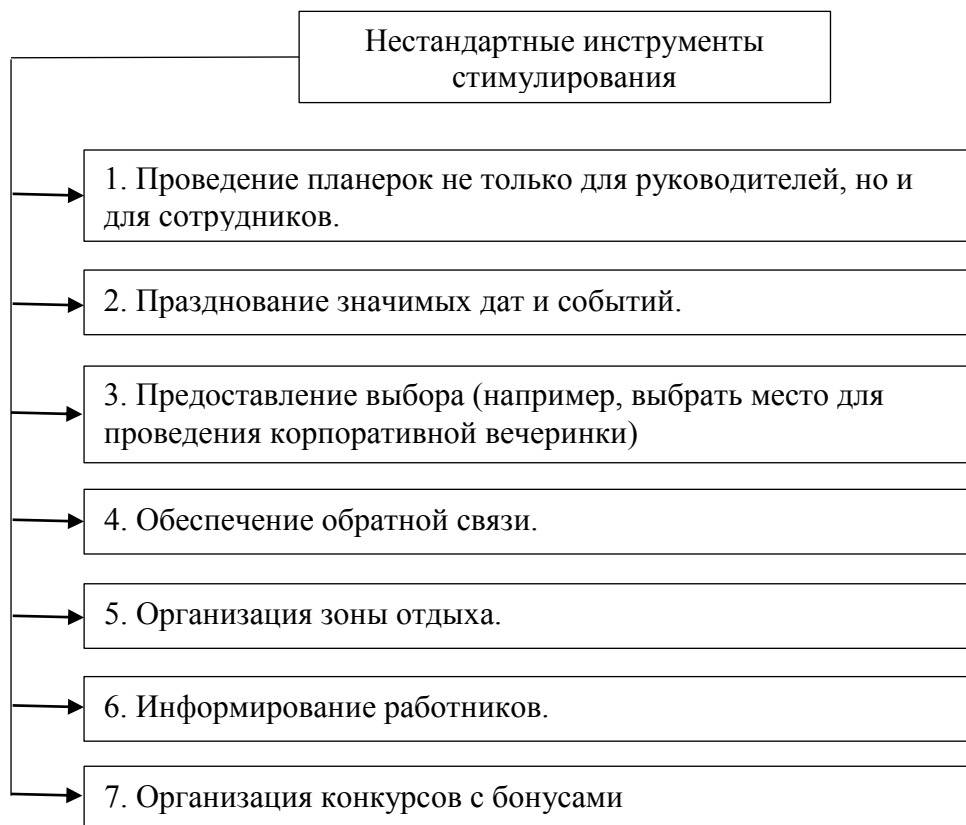 Нестандартные инструменты
стимулирования
1. Проведение планерок не только для руководителей, но и
для сотрудников.
2. Празднование значимых дат и событий.
3. Предоставление выбора (например, выбрать место для
проведения корпоративной вечеринки)
4. Обеспечение обратной связи.
5. Организация зоны отдыха.
6. Информирование работников.
7. Организация конкурсов с бонусами